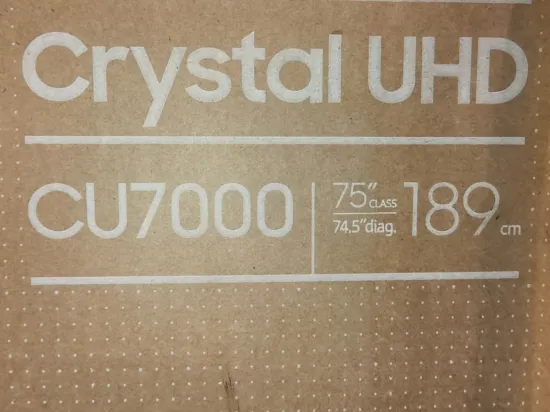 Crystal UHD
CU7000
75" CLASS
74.5" diag.
189 cm